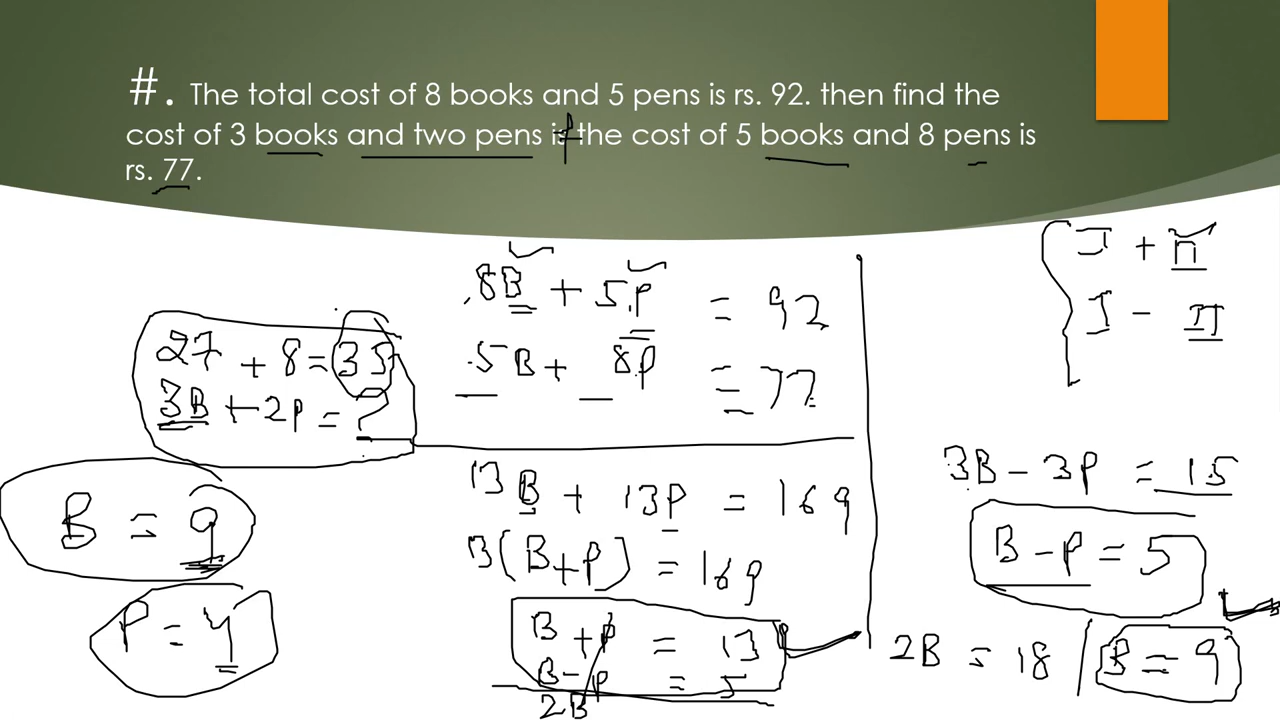 #. The total cost of 8 books and 5 pens is rs. 92. then find the
cost of 3 books and two pens is the cost of 5 books and 8 pens is
rs. 77.
I + II
I - II
8B + 5P = 92
5B + 8P = 77
27 + 8 = 35
3B + 2P = ?
13B + 13P = 169
13(B+P) = 169
B+P = 13
B-P = 5
2B
3B - 3P = 15
B - P = 5
2B = 18
B = 9
B = 9
P = 4